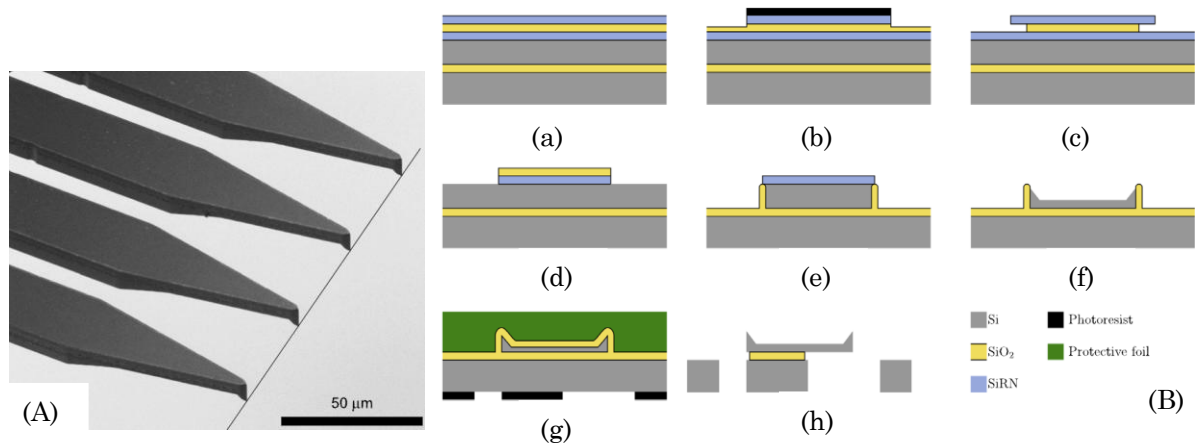 (A)
50 μm
(a)
(b)
(c)
(d)
(e)
(f)
(g)
(h)
Si
SiO₂
SiRN
Photoresist
Protective foil
(B)